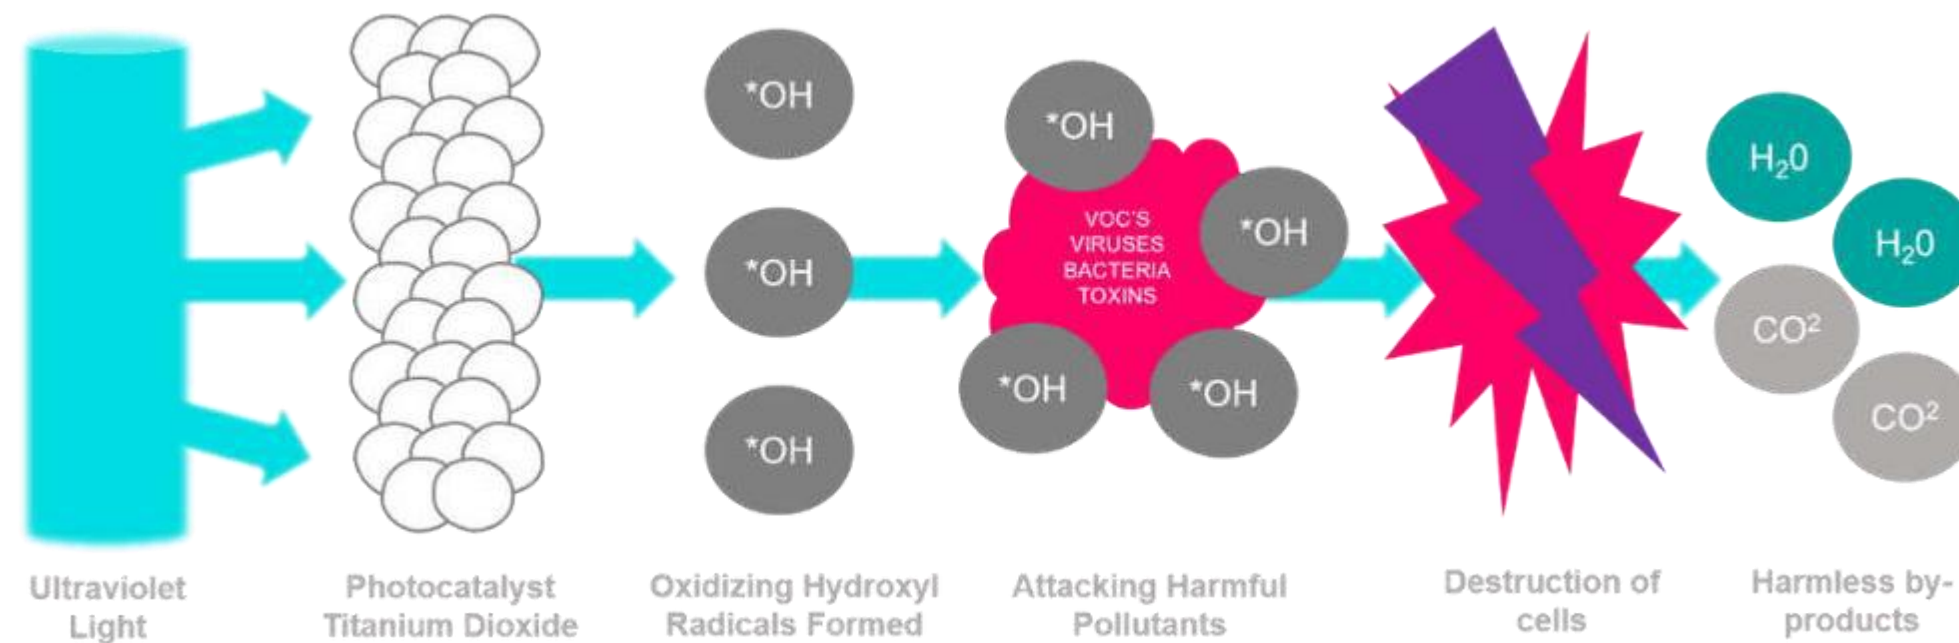 *OH
*OH
*OH
*OH
*OH
*OH
*OH
VOC'S
VIRUSES
BACTERIA
TOXINS
H₂0
H₂0
CO²
CO²
Ultraviolet
Light
Photocatalyst
Titanium Dioxide
Oxidizing Hydroxyl
Radicals Formed
Attacking Harmful
Pollutants
Destruction of
cells
Harmless by-
products